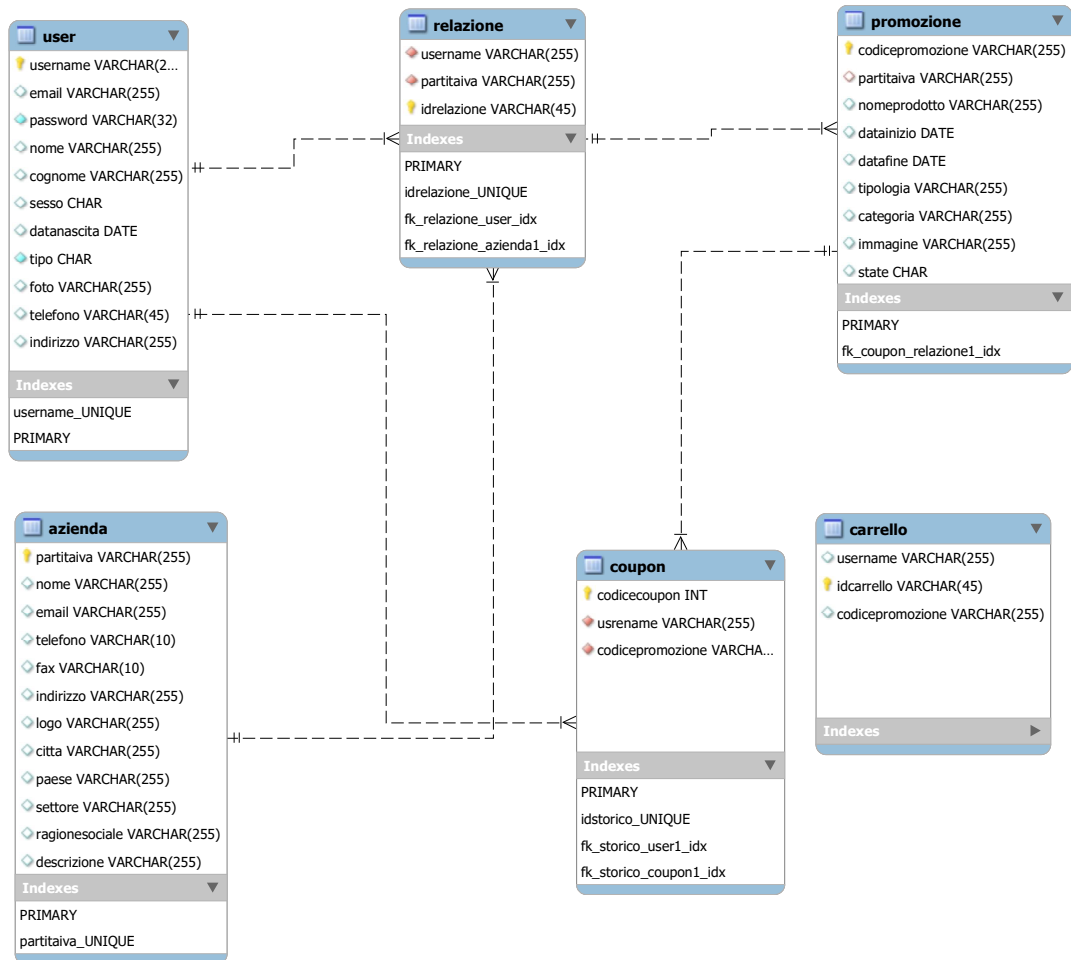 user
username VARCHAR(2...
email VARCHAR(255)
password VARCHAR(32)
nome VARCHAR(255)
cognome VARCHAR(255)
sesso CHAR
datanascita DATE
tipo CHAR
foto VARCHAR(255)
telefono VARCHAR(45)
indirizzo VARCHAR(255)
Indexes
username_UNIQUE
PRIMARY
relazione
username VARCHAR(255)
partitaiva VARCHAR(255)
idrelazione VARCHAR(45)
Indexes
PRIMARY
idrelazione_UNIQUE
fk_relazione_user_idx
fk_relazione_azienda1_idx
promozione
codicepromozione VARCHAR(255)
partitaiva VARCHAR(255)
nomeprodotto VARCHAR(255)
datainizio DATE
datafine DATE
tipologia VARCHAR(255)
categoria VARCHAR(255)
immagine VARCHAR(255)
state CHAR
Indexes
PRIMARY
fk_coupon_relazione1_idx
azienda
partitaiva VARCHAR(255)
nome VARCHAR(255)
email VARCHAR(255)
telefono VARCHAR(10)
fax VARCHAR(10)
indirizzo VARCHAR(255)
logo VARCHAR(255)
citta VARCHAR(255)
paese VARCHAR(255)
settore VARCHAR(255)
ragionesociale VARCHAR(255)
descrizione VARCHAR(255)
Indexes
PRIMARY
partitaiva_UNIQUE
coupon
codicecoupon INT
usrename VARCHAR(255)
codicepromozione VARCHA...
Indexes
PRIMARY
idstorico_UNIQUE
fk_storico_user1_idx
fk_storico_coupon1_idx
carrello
username VARCHAR(255)
idcarrello VARCHAR(45)
codicepromozione VARCHAR(255)
Indexes